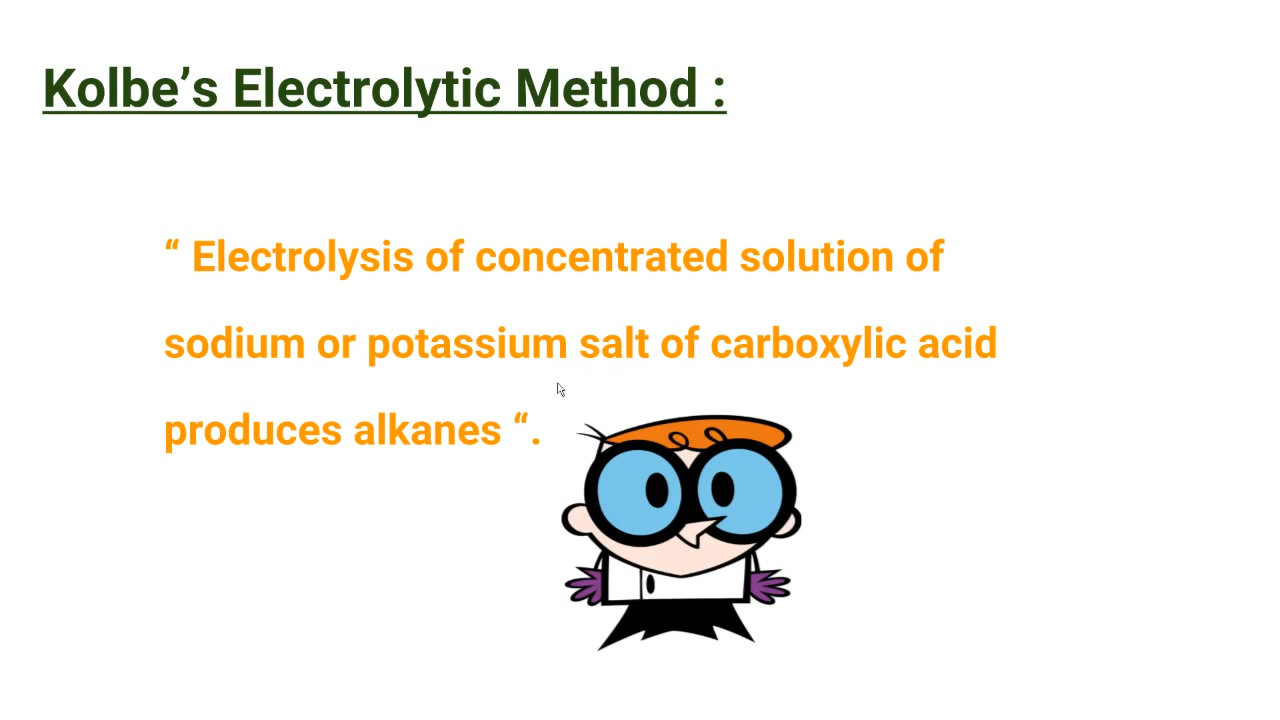 Kolbe’s Electrolytic Method :
“ Electrolysis of concentrated solution of
sodium or potassium salt of carboxylic acid
produces alkanes “.